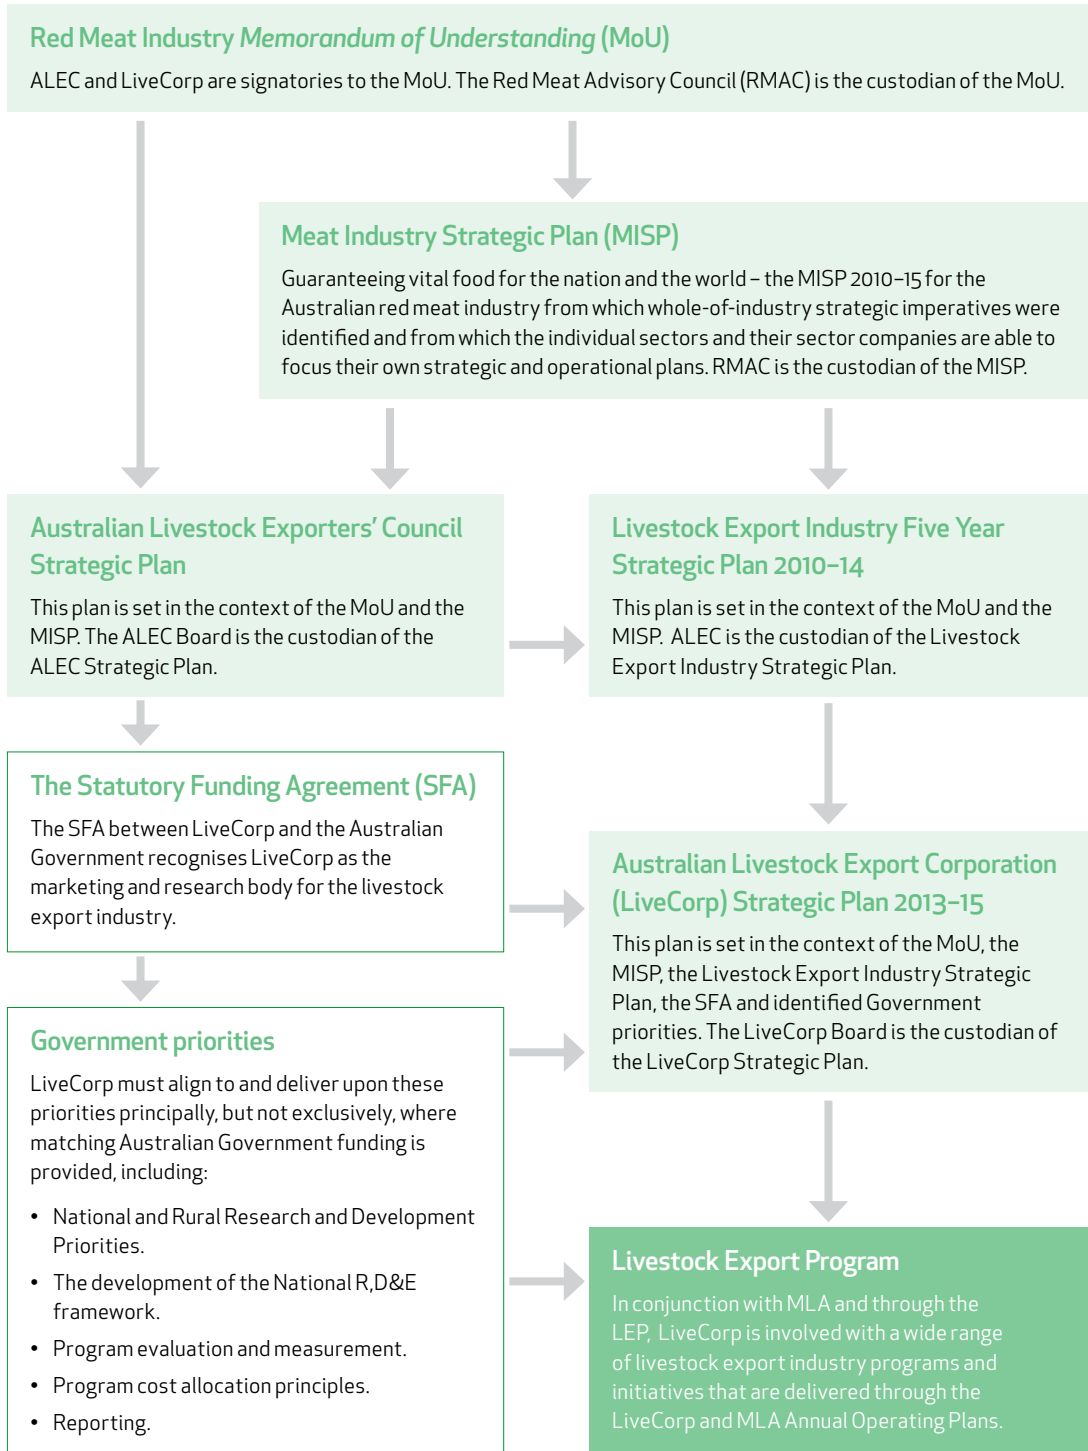 Red Meat Industry Memorandum of Understanding (MoU)
ALEC and LiveCorp are signatories to the MoU. The Red Meat Advisory Council (RMAC) is the custodian of the MoU.
Meat Industry Strategic Plan (MISP)
Guaranteeing vital food for the nation and the world – the MISP 2010–15 for the
Australian red meat industry from which whole-of-industry strategic imperatives were
identified and from which the individual sectors and their sector companies are able to
focus their own strategic and operational plans. RMAC is the custodian of the MISP.
Australian Livestock Exporters' Council
Strategic Plan
This plan is set in the context of the MoU and the
MISP. The ALEC Board is the custodian of the
ALEC Strategic Plan.
Livestock Export Industry Five Year
Strategic Plan 2010–14
This plan is set in the context of the MoU and the
MISP. ALEC is the custodian of the Livestock
Export Industry Strategic Plan.
The Statutory Funding Agreement (SFA)
The SFA between LiveCorp and the Australian
Government recognises LiveCorp as the
marketing and research body for the livestock
export industry.
Australian Livestock Export Corporation
(LiveCorp) Strategic Plan 2013–15
This plan is set in the context of the MoU, the
MISP, the Livestock Export Industry Strategic
Plan, the SFA and identified Government
priorities. The LiveCorp Board is the custodian of
the LiveCorp Strategic Plan.
Government priorities
LiveCorp must align to and deliver upon these
priorities principally, but not exclusively, where
matching Australian Government funding is
provided, including:
• National and Rural Research and Development
Priorities.
• The development of the National R,D&E
framework.
• Program evaluation and measurement.
• Program cost allocation principles.
• Reporting.
Livestock Export Program
In conjunction with MLA and through the
LEP, LiveCorp is involved with a wide range
of livestock export industry programs and
initiatives that are delivered through the
LiveCorp and MLA Annual Operating Plans.